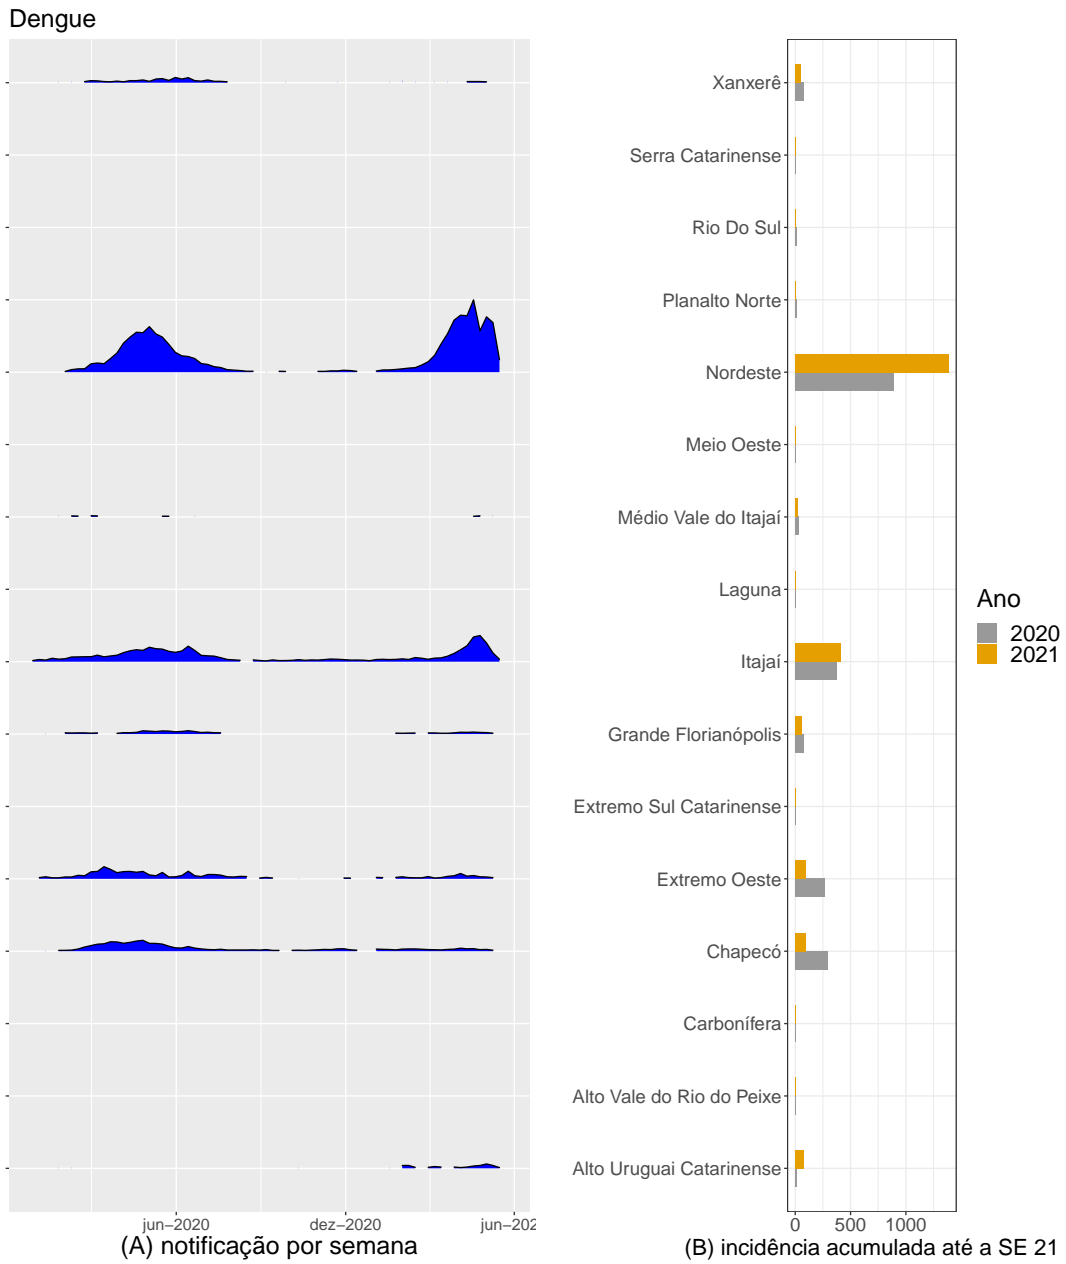 Dengue
Xanxerê
Serra Catarinense
Rio Do Sul
Planalto Norte
Nordeste
Meio Oeste
Médio Vale do Itajaí
Laguna
Ano
2020
2021
Itajaí
Grande Florianópolis
Extremo Sul Catarinense
Extremo Oeste
Chapecó
Carbonífera
Alto Vale do Rio do Peixe
Alto Uruguai Catarinense
jun−2020 dez−2020 jun−202
0 500 1000
(A) notificação por semana
(B) incidência acumulada até a SE 21